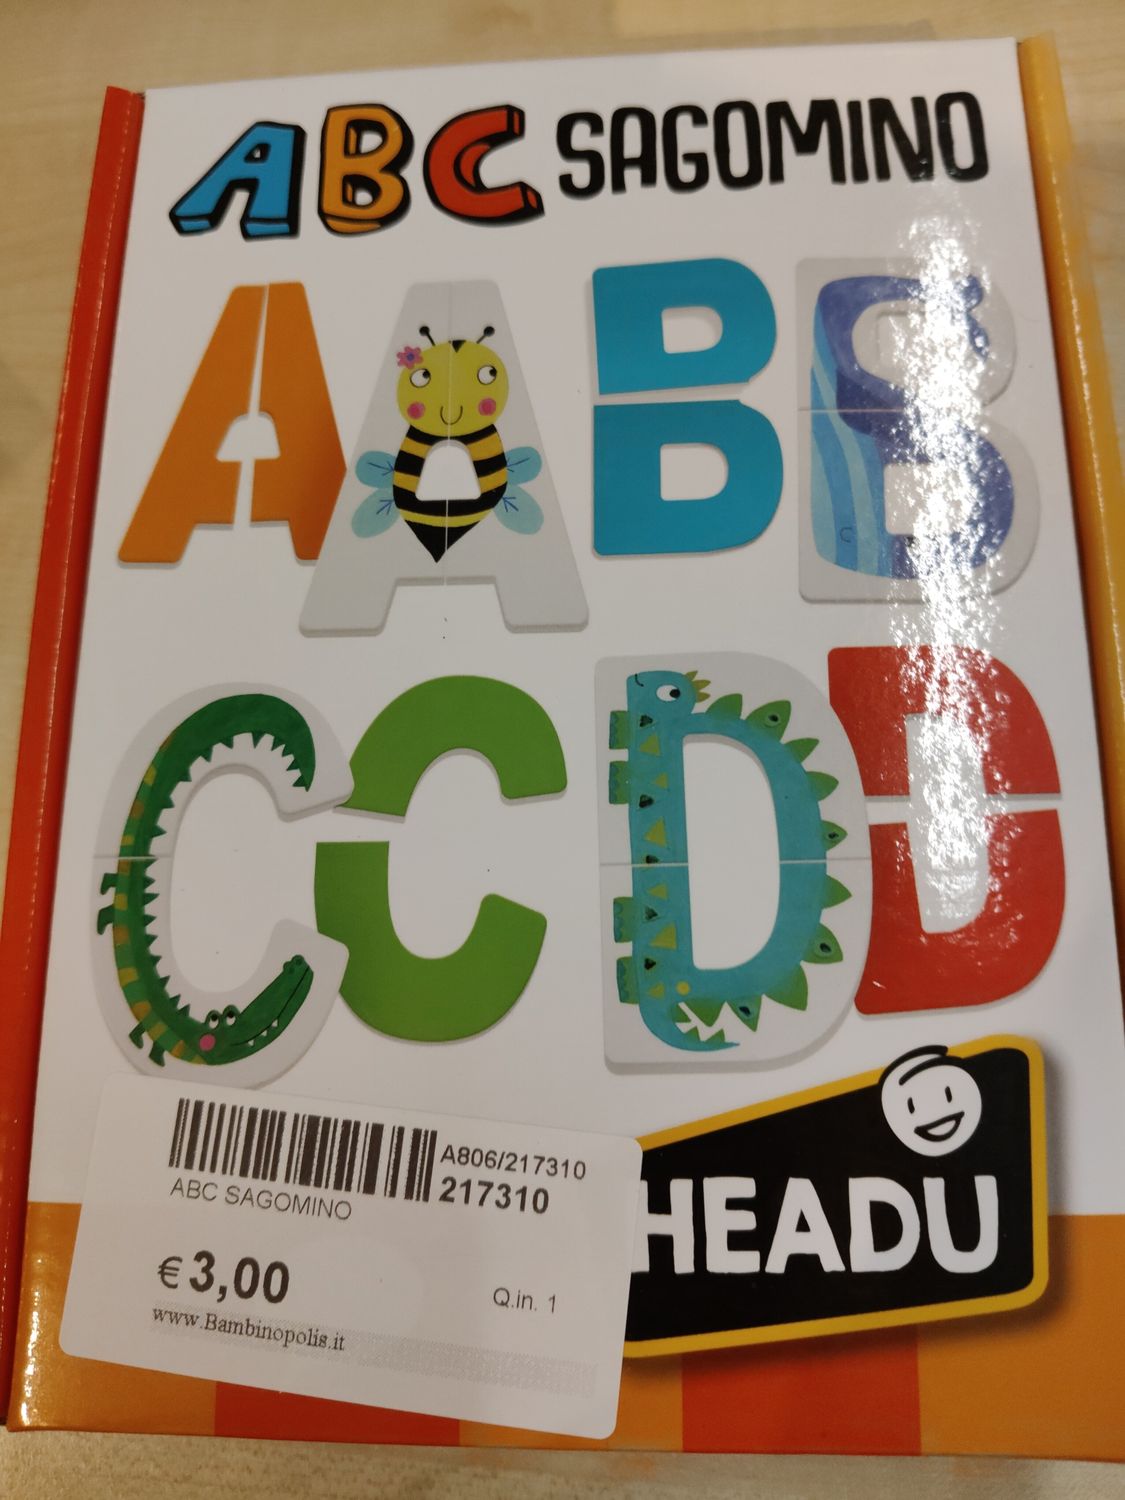 ABC SAGOMINO
A A B B
C C D D
A806/217310
217310
ABC SAGOMINO
€ 3,00
Q.in. 1
www.Bambinopolis.it
HEADU